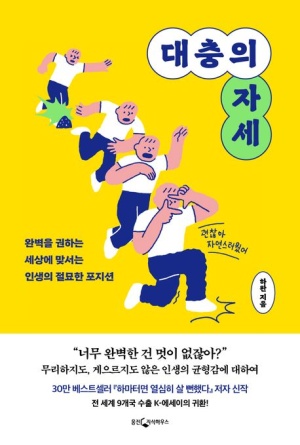 대충의
자세
완벽을 권하는
세상에 맞서는
인생의 절묘한 포지션
괜찮아
자연스러웠어
하완 지음
“너무 완벽한 건 멋이 없잖아?”
무리하지도, 게으르지도 않은 인생의 균형감에 대하여
30만 베스트셀러 『하마터면 열심히 살 뻔했다』 저자 신작
전 세계 9개국 수출 K-에세이의 귀환!
웅진지식하우스